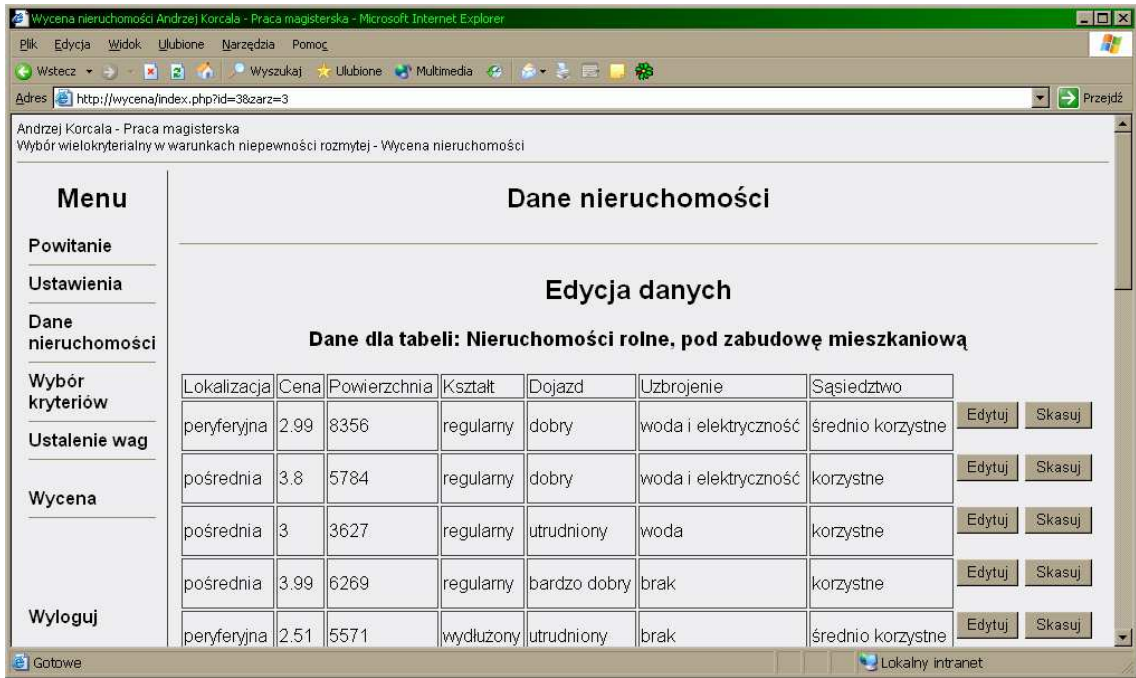 Wycena nieruchomości Andrzej Korcala - Praca magisterska - Microsoft Internet Explorer
Plik Edycja Widok Ulubione Narzędzia Pomoc
Wstecz Wyszukaj Ulubione Multimedia
Adres http://wycena/index.php?id=3&zarz=3 Przejdź
Andrzej Korcala - Praca magisterska
Wybór wielokryterialny w warunkach niepewności rozmytej - Wycena nieruchomości
Menu
Powitanie
Ustawienia
Dane
nieruchomości
Wybór
kryteriów
Ustalenie wag
Wycena
Wyloguj
Dane nieruchomości
Edycja danych
Dane dla tabeli: Nieruchomości rolne, pod zabudowę mieszkaniową
Lokalizacja Cena Powierzchnia Kształt Dojazd Uzbrojenie Sąsiedztwo
peryferyjna 2.99 8356 regularny dobry woda i elektryczność średnio korzystne Edytuj Skasuj
pośrednia 3.8 5784 regularny dobry woda i elektryczność korzystne Edytuj Skasuj
pośrednia 3 3627 regularny utrudniony woda korzystne Edytuj Skasuj
pośrednia 3.99 6269 regularny bardzo dobry brak korzystne Edytuj Skasuj
peryferyjna 2.51 5571 wydłużony utrudniony brak średnio korzystne Edytuj Skasuj
Gotowe Lokalny intranet